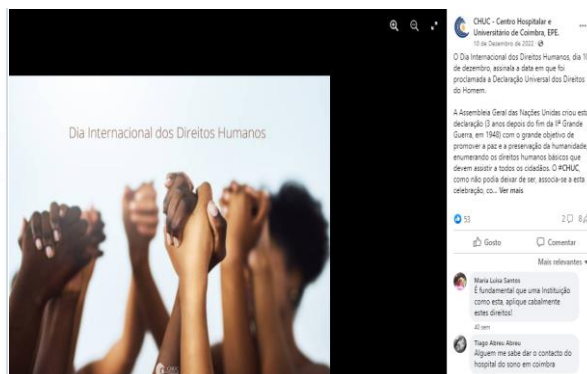 Dia Internacional dos Direitos Humanos
CHUC
CHUC - Centro Hospitalar e
Universitário de Coimbra, EPE.
10 de Dezembro de 2022 ·
O Dia Internacional dos Direitos Humanos, dia 1
de dezembro, assinala a data em que foi
proclamada a Declaração Universal dos Direitos
do Homem.
A Assembleia Geral das Nações Unidas criou esta
declaração (3 anos depois do fim da IIª Grande
Guerra, em 1948) com o grande objetivo de
promover a paz e a preservação da humanidade,
enumerando os direitos humanos básicos que
devem assistir a todos os cidadãos. O #CHUC,
como não podia deixar de ser, associa-se a esta
celebração, co... Ver mais
53
2
8
Gosto
Comentar
Mais relevantes
Maria Luisa Santos
É fundamental que uma Instituição
como esta, aplique cabalmente
estes direitos!
40 sem
Tiago Abreu Abreu
Alguem me sabe dar o contacto do
hospital do sono em coimbra